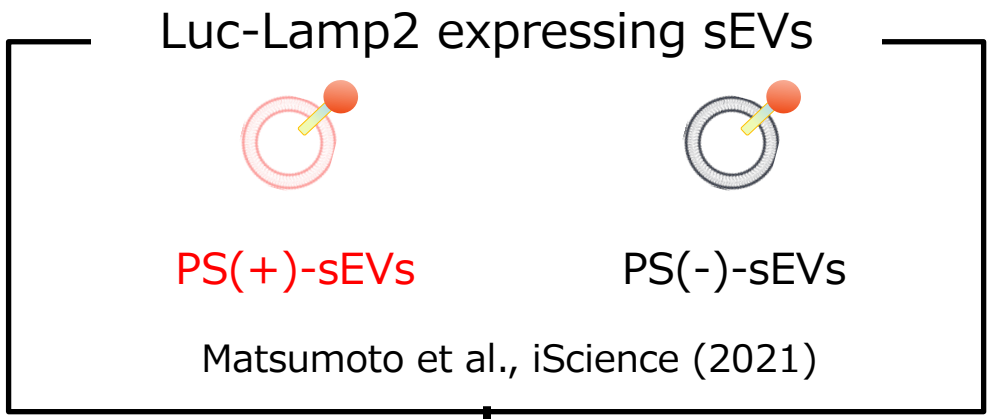 Luc-Lamp2 expressing sEVs
PS(+)-sEVs PS(-)-sEVs
Matsumoto et al., iScience (2021)